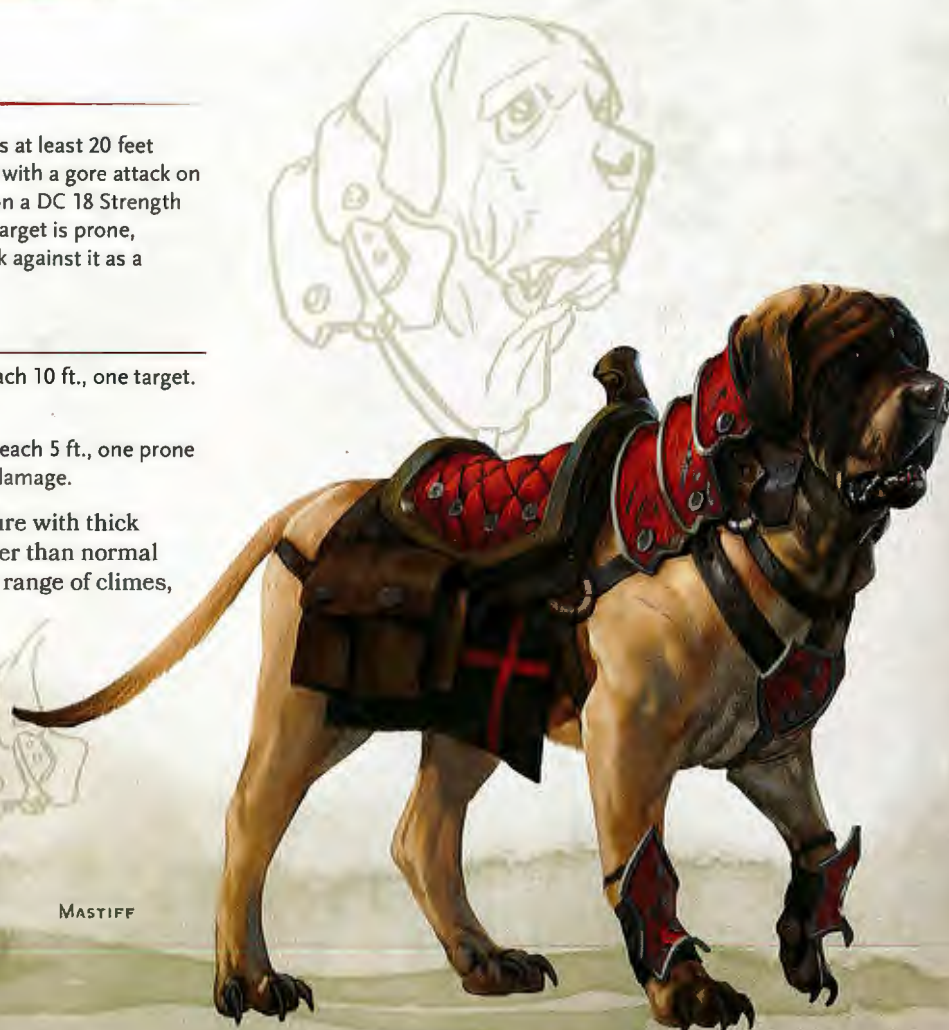 s at least 20 feet
with a gore attack on
n a DC 18 Strength
arget is prone,
k against it as a
ach 10 ft., one target.
each 5 ft., one prone
damage.
ure with thick
er than normal
range of climes,
MASTIFF